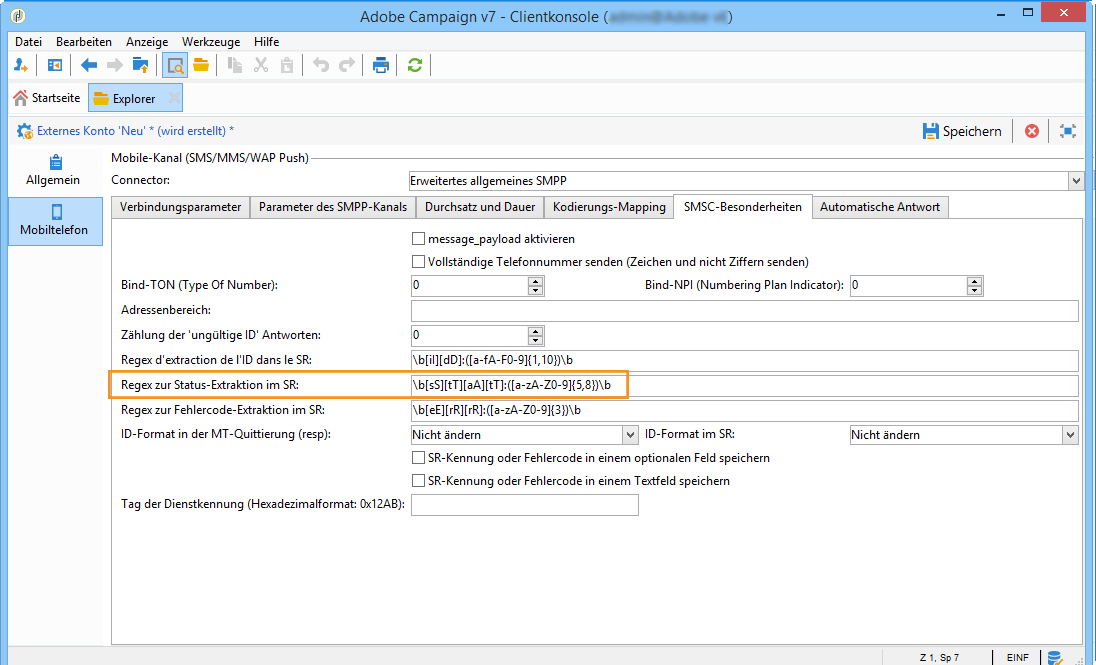 Adobe Campaign v7 - Clientkonsole ( )
Datei Bearbeiten Anzeige Werkzeuge Hilfe
Startseite Explorer
Externes Konto 'Neu' * (wird erstellt) * Speichern
Allgemein
Mobiltelefon
Mobile-Kanal (SMS/MMS/WAP Push)
Connector: Erweitertes allgemeines SMPP
Verbindungsparameter Parameter des SMPP-Kanals Durchsatz und Dauer Kodierungs-Mapping SMSC-Besonderheiten Automatische Antwort
message_payload aktivieren
Vollständige Telefonnummer senden (Zeichen und nicht Ziffern senden)
Bind-TON (Type Of Number): 0 Bind-NPI (Numbering Plan Indicator): 0
Adressenbereich:
Zählung der 'ungültige ID' Antworten: 0
Regex d'extraction de l'ID dans le SR: \b[iI][dD]:([a-fA-F0-9]{1,10})\b
Regex zur Status-Extraktion im SR: \b[sS][tT][aA][tT]:([a-zA-Z0-9]{5,8})\b
Regex zur Fehlercode-Extraktion im SR: \b[eE][rR][rR]:([a-zA-Z0-9]{3})\b
ID-Format in der MT-Quittierung (resp): Nicht ändern ID-Format im SR: Nicht ändern
SR-Kennung oder Fehlercode in einem optionalen Feld speichern
SR-Kennung oder Fehlercode in einem Textfeld speichern
Tag der Dienstkennung (Hexadezimalformat: 0x12AB):
Z 1, Sp 7 EINF